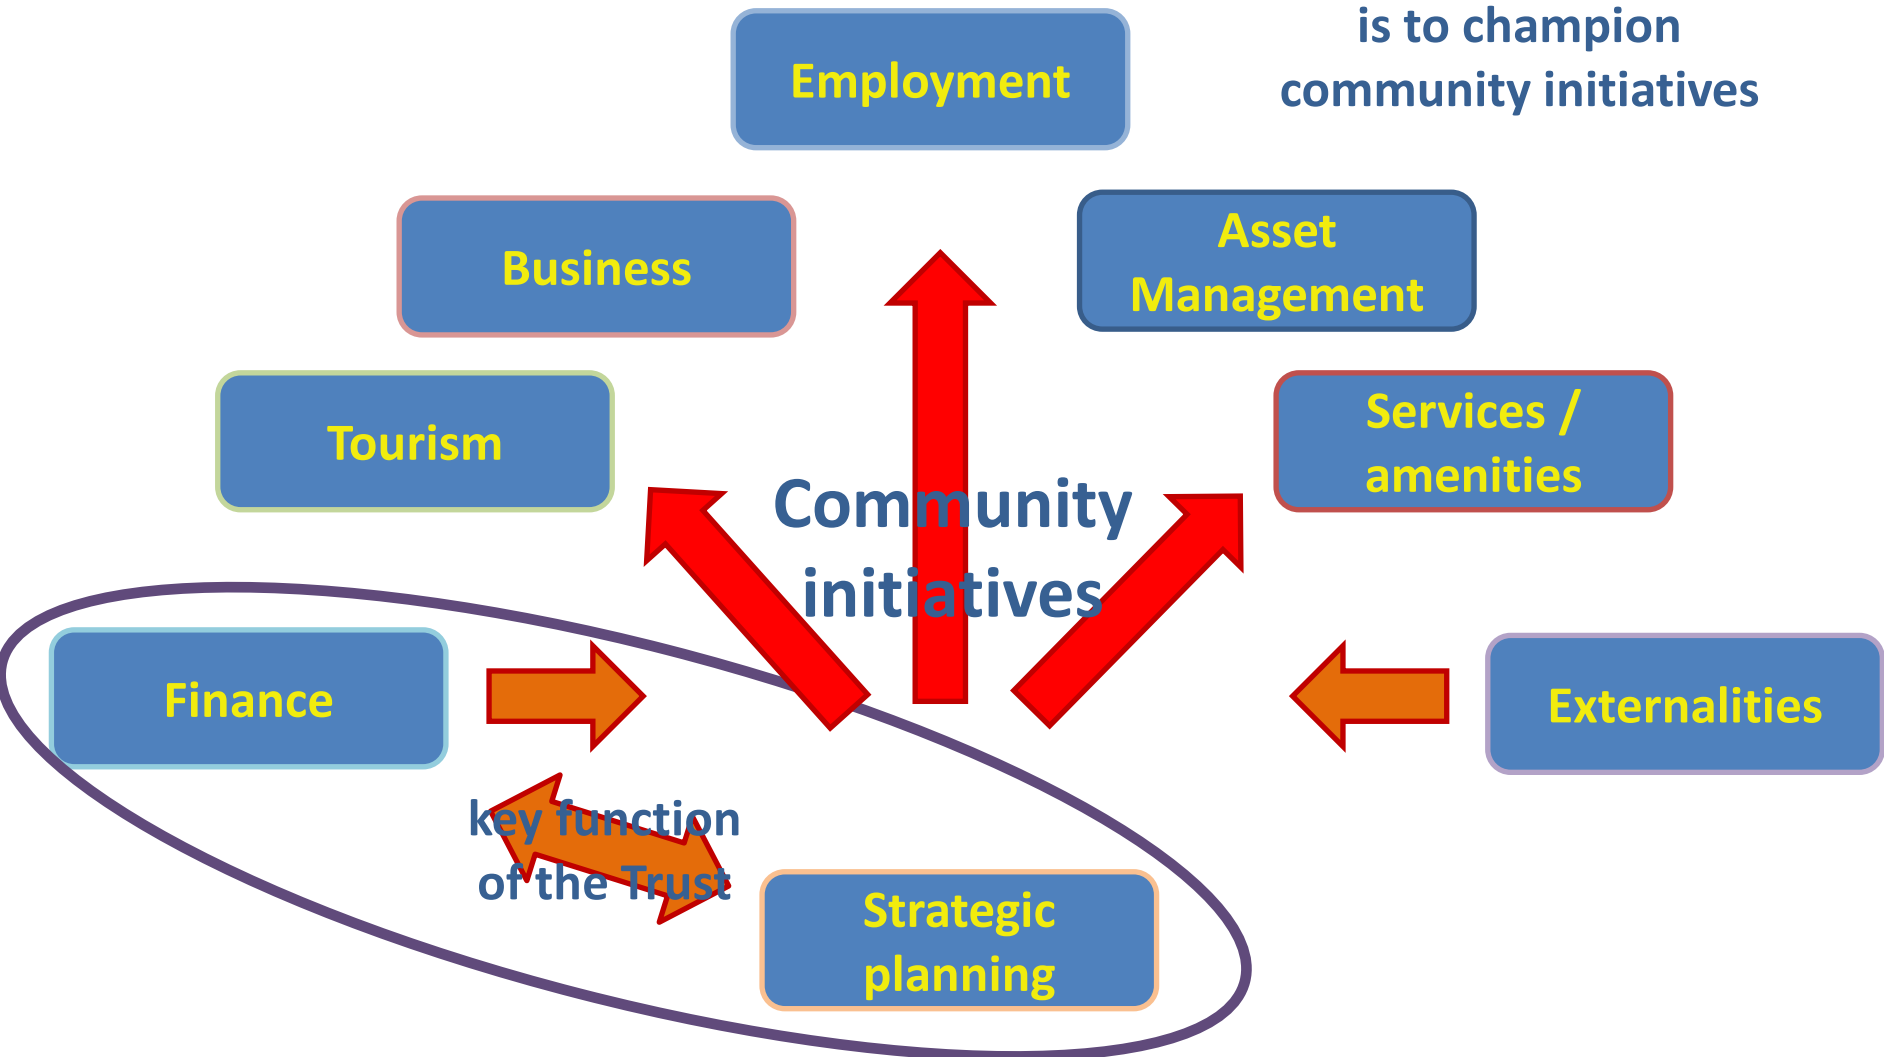 is to champion
community initiatives
Employment
Business
Asset
Management
Tourism
Services /
amenities
Community
initiatives
Finance
Externalities
key function
of the Trust
Strategic
planning